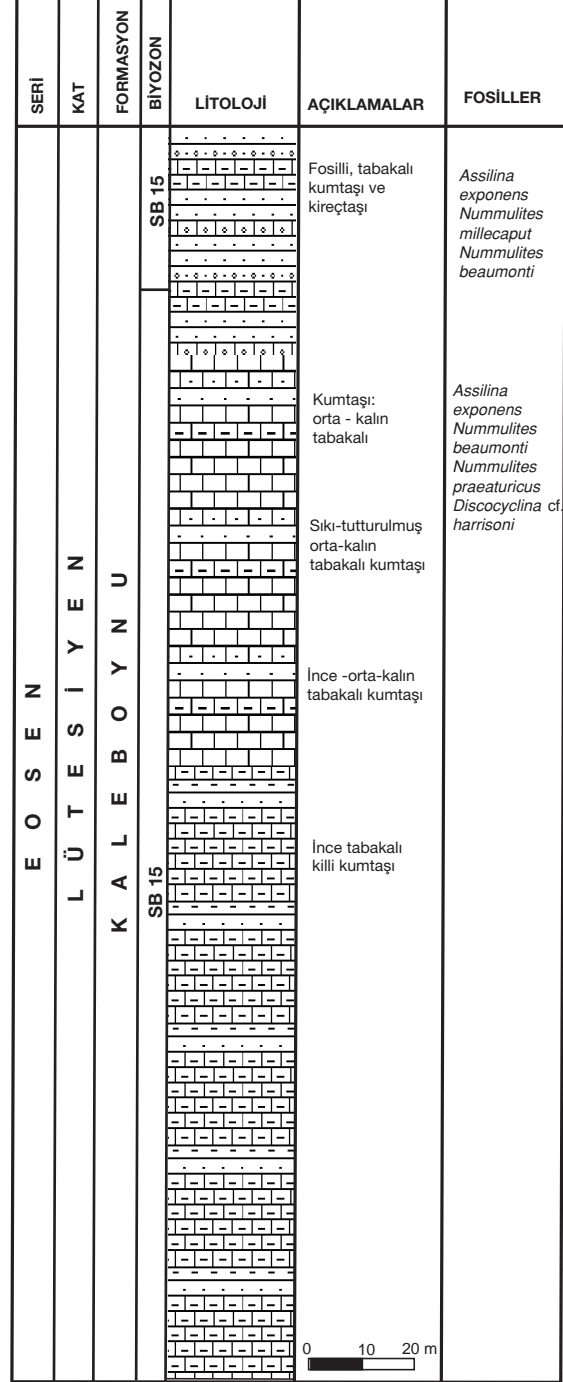 SERİ
KAT
FORMASYON
BİYOZON
LİTOLOJİ
AÇIKLAMALAR
FOSİLLER
EOSEN
LÜTESİYEN
KALEBOYNU
SB 15
SB 15
Fosilli, tabakalı
kumtaşı ve
kireçtaşı
Kumtaşı:
orta - kalın
tabakalı
Sıkı-tutturulmuş
orta-kalın
tabakalı kumtaşı
İnce -orta-kalın
tabakalı kumtaşı
İnce tabakalı
killi kumtaşı
Assilina
exponens
Nummulites
millecaput
Nummulites
beaumonti
Assilina
exponens
Nummulites
beaumonti
Nummulites
praeaturicus
Discocyclina cf.
harrisoni
0 10 20 m